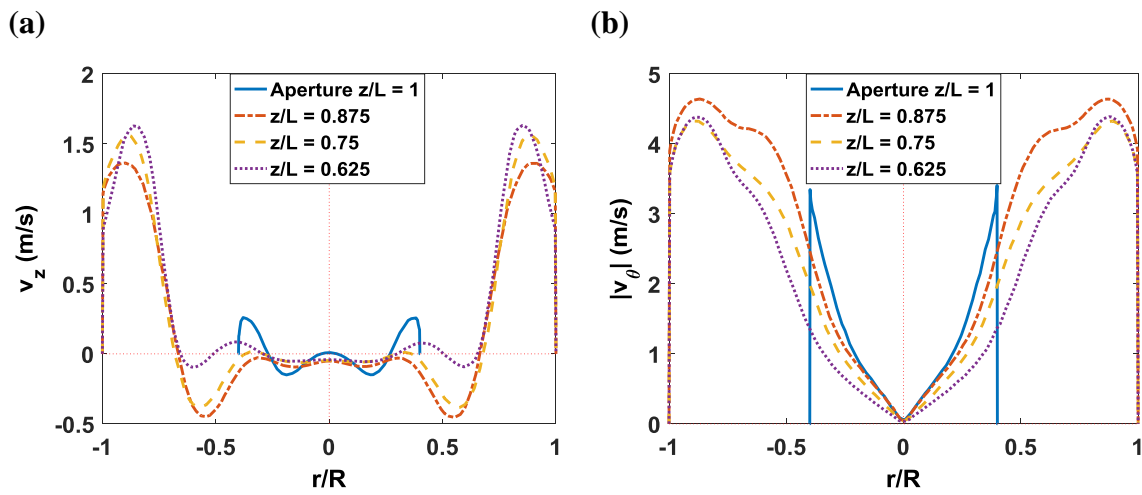 (a)
2
1.5
1
0.5
0
-0.5
v_z (m/s)
-1
-0.5
0
0.5
1
r/R
Aperture z/L = 1
z/L = 0.875
z/L = 0.75
z/L = 0.625
(b)
5
4
3
2
1
0
|v_θ| (m/s)
-1
-0.5
0
0.5
1
r/R
Aperture z/L = 1
z/L = 0.875
z/L = 0.75
z/L = 0.625